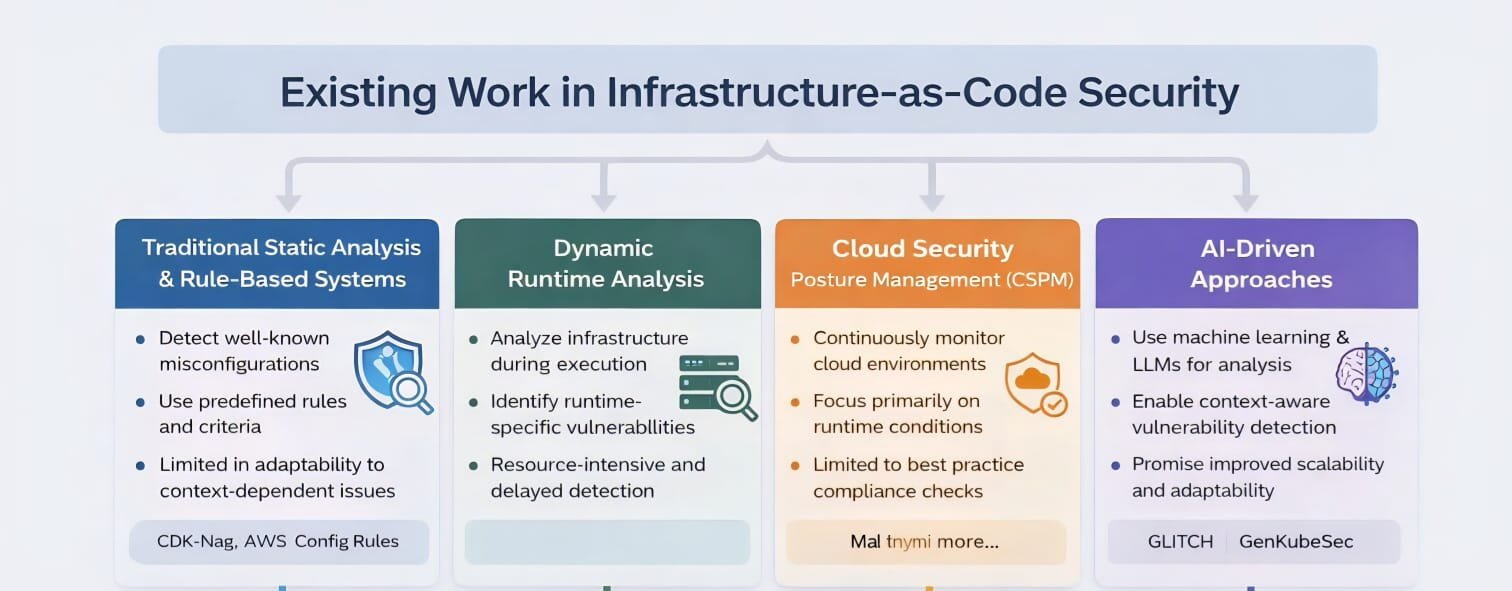 Existing Work in Infrastructure-as-Code Security
Traditional Static Analysis
& Rule-Based Systems
Detect well-known
misconfigurations
Use predefined rules
and criteria
Limited in adaptability to
context-dependent issues
CDK-Nag, AWS Config Rules
Dynamic
Runtime Analysis
Analyze infrastructure
during execution
Identify runtime-
specific vulnerabllities
Resource-intensive and
delayed detection
Cloud Security
Posture Management (CSPM)
Continuously monitor
cloud environments
Focus primarily on
runtime conditions
Limited to best practice
compliance checks
Mal tnymi more...
AI-Driven
Approaches
Use machine learning &
LLMs for analysis
Enable context-aware
vulnerability detection
Promise improved scalability
and adaptability
GLITCH GenKubeSec